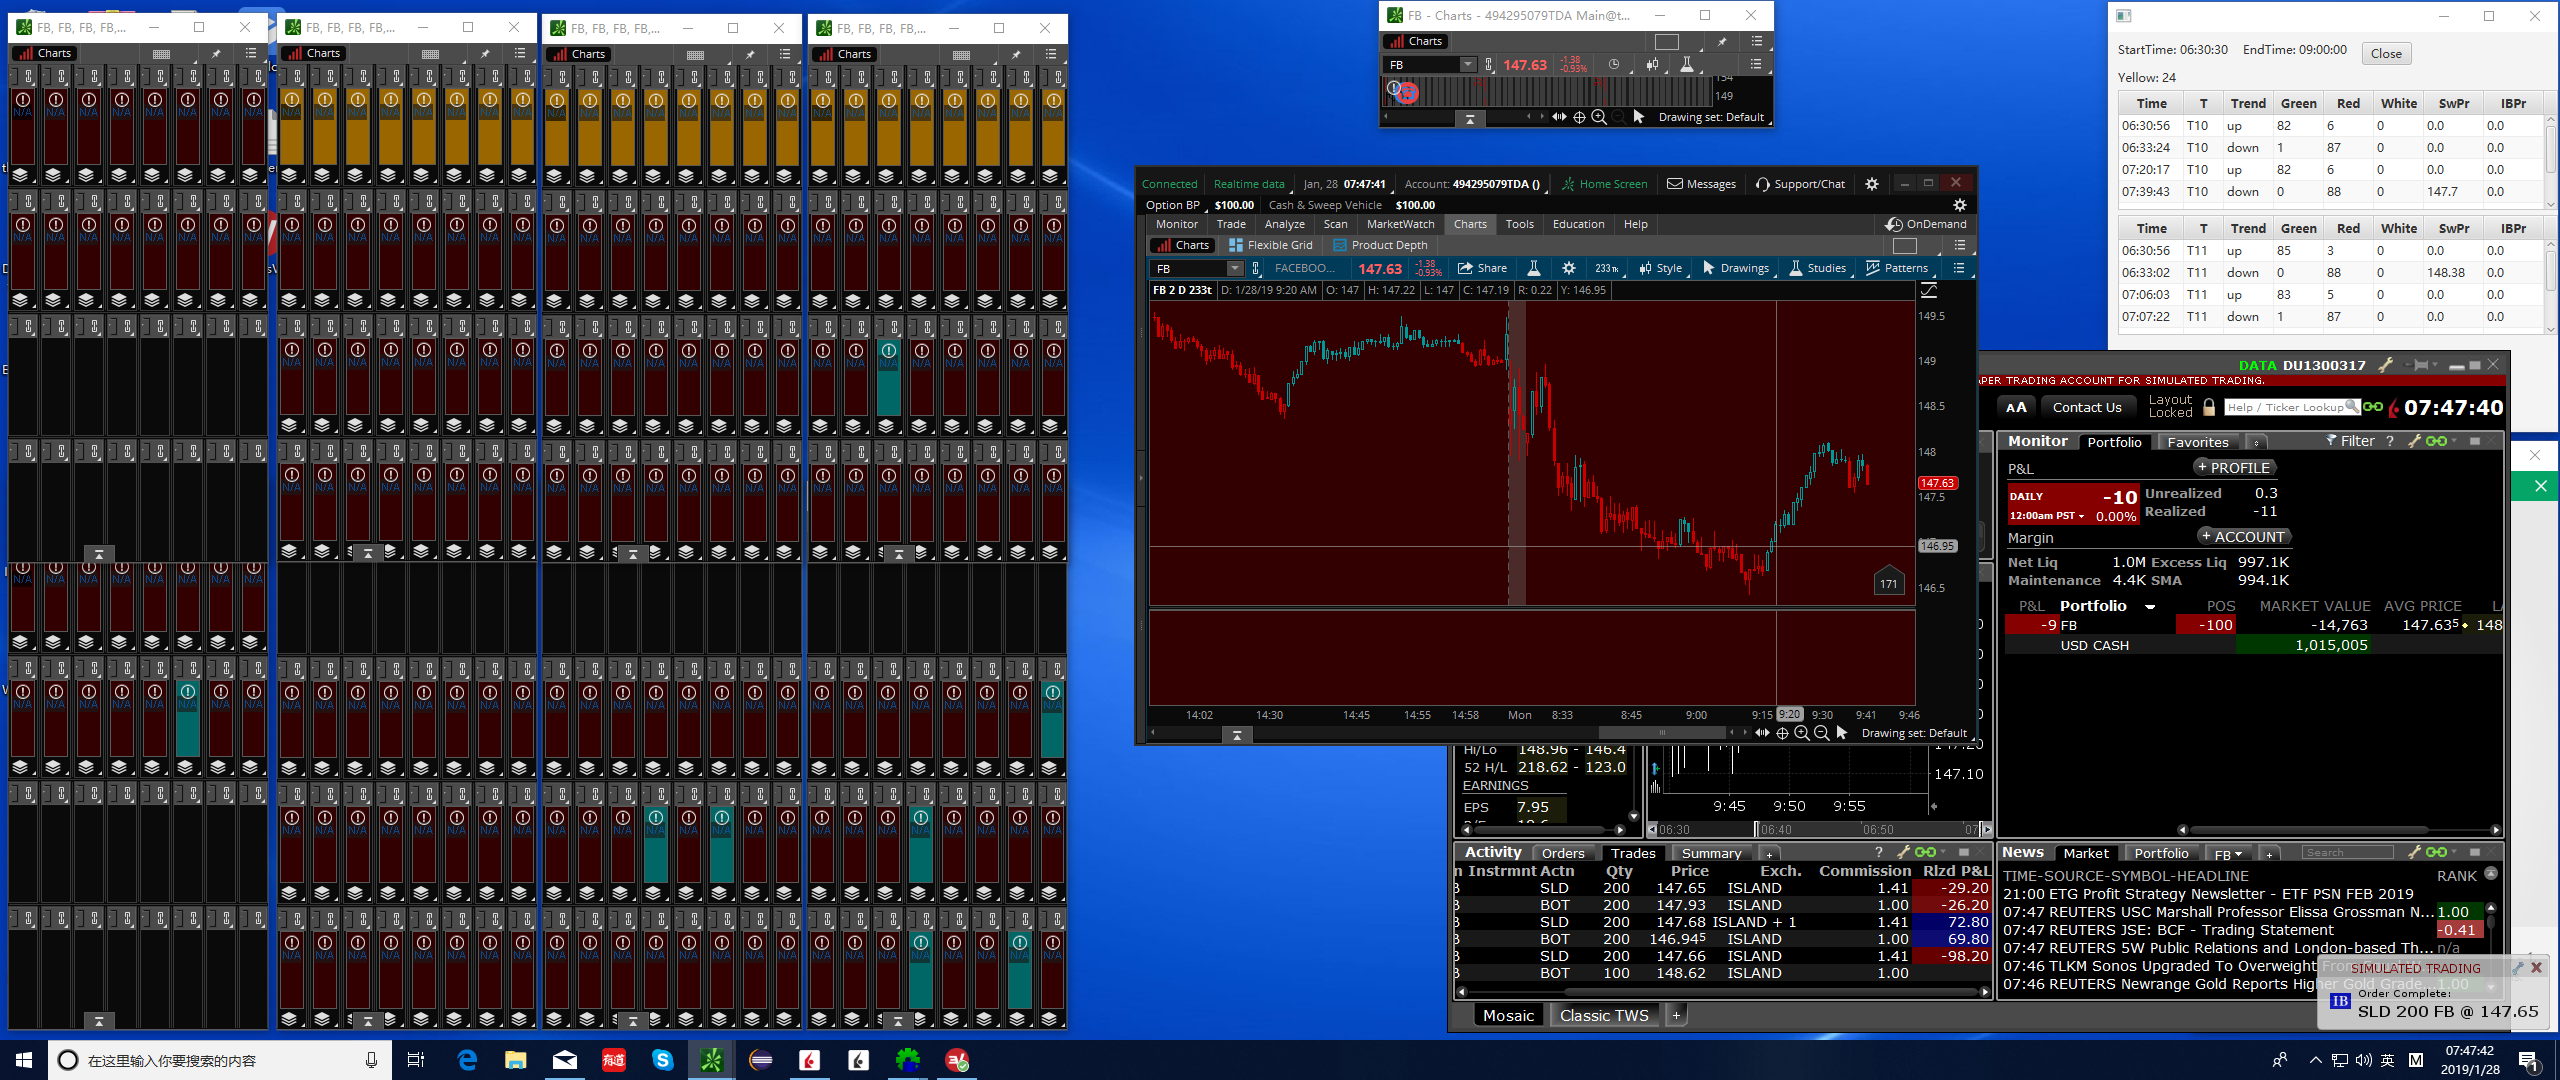 FB, FB, FB, FB,...
Charts
FB, FB, FB, FB,...
Charts
FB, FB, FB, FB,...
Charts
FB, FB, FB, FB,...
Charts
FB - Charts - 494295079TDA Main@t...
Charts
FB 147.63 -1.38 -0.93%
154
149
Drawing set: Default
StartTime: 06:30:30 EndTime: 09:00:00 Close
Yellow: 24
Time T Trend Green Red White SwPr IBPr
06:30:56 T10 up 82 6 0 0.0 0.0
06:33:24 T10 down 1 87 0 0.0 0.0
07:20:17 T10 up 82 6 0 0.0 0.0
07:39:43 T10 down 0 88 0 147.7 0.0
Time T Trend Green Red White SwPr IBPr
06:30:56 T11 up 85 3 0 0.0 0.0
06:33:02 T11 down 0 88 0 148.38 0.0
07:06:03 T11 up 83 5 0 0.0 0.0
07:07:22 T11 down 1 87 0 0.0 0.0
Connected Realtime data Jan, 28 07:47:41 Account: 494295079TDA () Home Screen Messages Support/Chat
Option BP $100.00 Cash & Sweep Vehicle $100.00
Monitor Trade Analyze Scan MarketWatch Charts Tools Education Help OnDemand
Charts Flexible Grid Product Depth
FB FACEBOO... 147.63 -1.38 -0.93% Share 233tk Style Drawings Studies Patterns
FB 2 D 233t D: 1/28/19 9:20 AM O: 147 H: 147.22 L: 147 C: 147.19 R: 0.22 Y: 146.95
149.5
149
148.5
148
147.63
147.5
146.95
146.5
171
14:02 14:30 14:45 14:55 14:58 Mon 8:33 8:45 9:00 9:15 9:20 9:30 9:41 9:46
Drawing set: Default
DATA DU1300317
APER TRADING ACCOUNT FOR SIMULATED TRADING.
AA Contact Us Layout Locked Help / Ticker Lookup 07:47:40
Monitor Portfolio Favorites Filter ?
P&L + PROFILE
DAILY -10 Unrealized 0.3
12:00am PST 0.00% Realized -11
Margin + ACCOUNT
Net Liq 1.0M Excess Liq 997.1K
Maintenance 4.4K SMA 994.1K
P&L Portfolio POS MARKET VALUE AVG PRICE LA
-9 FB -100 -14,763 147.635 148
USD CASH 1,015,005
Hi/Lo 148.96 - 146.4
52 H/L 218.62 - 123.0
EARNINGS
EPS 7.95
147.20
147.10
9:45 9:50 9:55
06:30 06:40 06:50 07
Activity Orders Trades Summary + ?
n Instrmnt Actn Qty Price Exch. Commission Rlzd P&L
B SLD 200 147.65 ISLAND 1.41 -29.20
B BOT 200 147.93 ISLAND 1.00 -26.20
B SLD 200 147.68 ISLAND + 1 1.41 72.80
B BOT 200 146.945 ISLAND 1.00 69.80
B SLD 200 147.66 ISLAND 1.41 -98.20
B BOT 100 148.62 ISLAND 1.00
Mosaic Classic TWS +
News Market Portfolio FB + Search
TIME-SOURCE-SYMBOL-HEADLINE RANK
21:00 ETG Profit Strategy Newsletter - ETF PSN FEB 2019
07:47 REUTERS USC Marshall Professor Elissa Grossman N... 1.00
07:47 REUTERS JSE: BCF - Trading Statement -0.41
07:47 REUTERS 5W Public Relations and London-based Th... n/a
07:46 TLKM Sonos Upgraded To Overweight From
07:46 REUTERS Newrange Gold Reports Higher Gold Grade... 1.00
SIMULATED TRADING
IB Order Complete:
SLD 200 FB @ 147.65
在这里输入你要搜索的内容
有道
英 M
07:47:42
2019/1/28
1